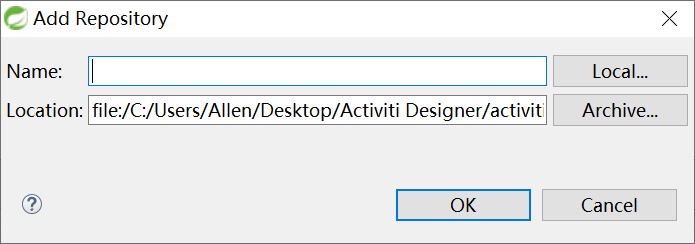 Add Repository
Name: Local...
Location: file:/C:/Users/Allen/Desktop/Activiti Designer/activiti Archive...
OK Cancel